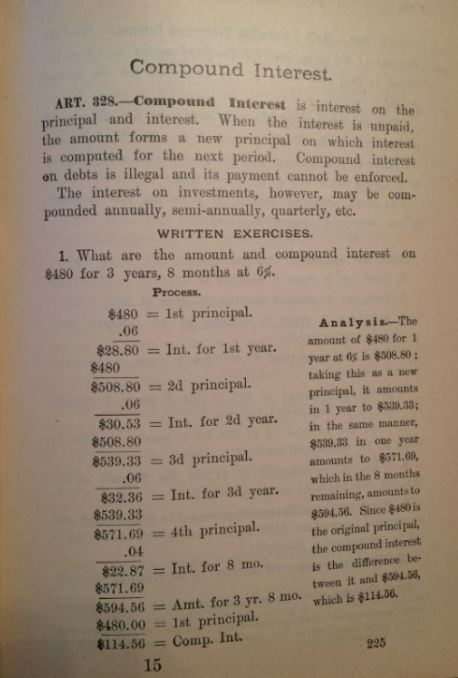 Compound Interest.
ART. 328.—Compound Interest is interest on the
principal and interest. When the interest is unpaid,
the amount forms a new principal on which interest
is computed for the next period. Compound interest
on debts is illegal and its payment cannot be enforced.
The interest on investments, however, may be com-
pounded annually, semi-annually, quarterly, etc.
WRITTEN EXERCISES.
1. What are the amount and compound interest on
$480 for 3 years, 8 months at 6%.
Process.
$480 = 1st principal.
.06
$28.80 = Int. for 1st year.
$480
$508.80 = 2d principal.
.06
$30.53 = Int. for 2d year.
$508.80
$539.33 = 3d principal.
.06
$32.36 = Int. for 3d year.
$539.33
$571.69 = 4th principal.
.04
$22.87 = Int. for 8 mo.
$571.69
$594.56 = Amt. for 3 yr. 8 mo.
$480.00 = 1st principal.
$114.56 = Comp. Int.
Analysis.—The
amount of $480 for 1
year at 6% is $508.80;
taking this as a new
principal, it amounts
in 1 year to $539.33;
in the same manner,
$539.33 in one year
amounts to $571.69,
which in the 8 months
remaining, amounts to
$594.56. Since $480 is
the original principal,
the compound interest
is the difference be-
tween it and $594.56,
which is $114.56.
15
225